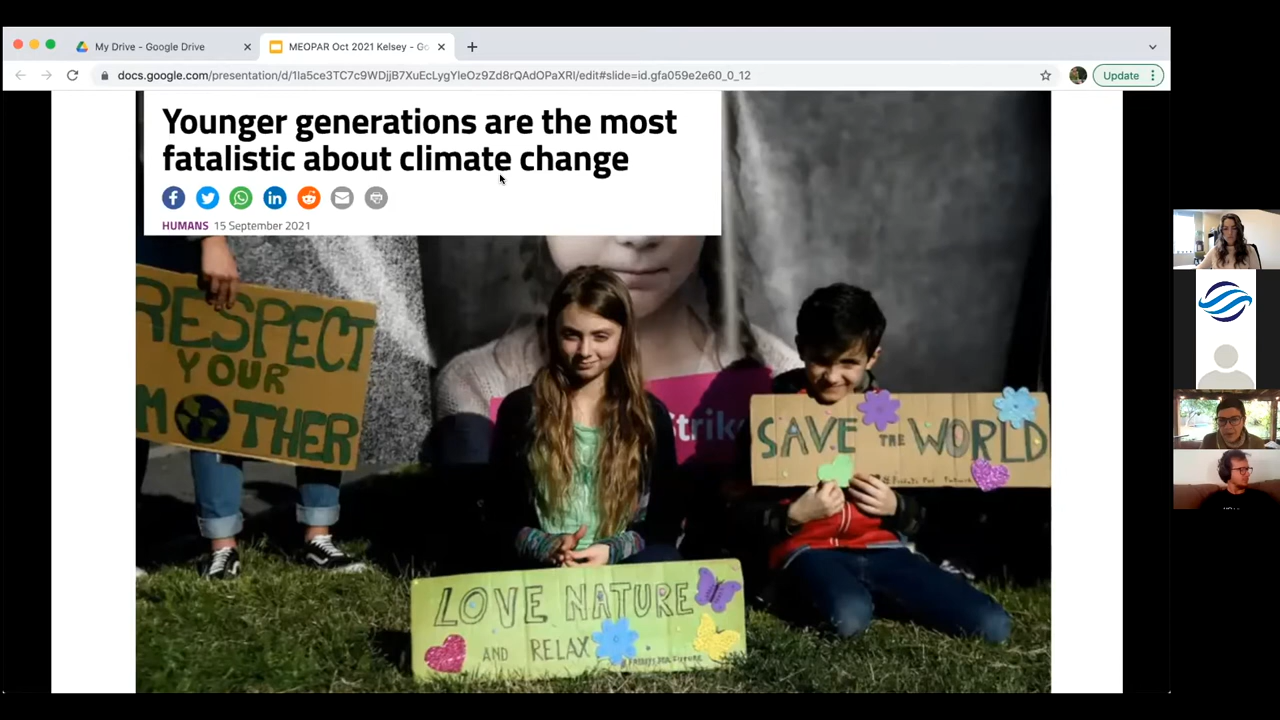 My Drive - Google Drive
MEOPAR Oct 2021 Kelsey - Go
docs.google.com/presentation/d/1Ia5ce3TC7c9WDjjB7XuEcLygYleOz9Zd8rQAdOPaXRI/edit#slide=id.gfa059e2e60_0_12
Update
Younger generations are the most
fatalistic about climate change
HUMANS 15 September 2021
RESPECT
YOUR
MOTHER
Strik
SAVE THE WORLD
LOVE NATURE
AND RELAX